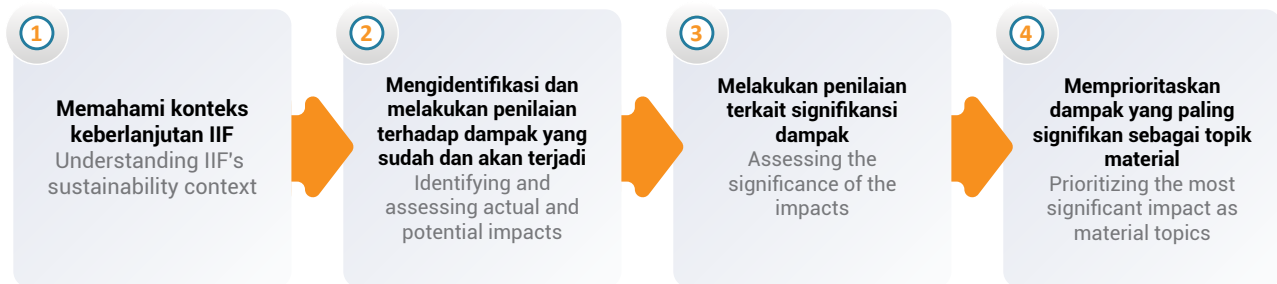 1
Memahami konteks
keberlanjutan IIF
Understanding IIF's
sustainability context
2
Mengidentifikasi dan
melakukan penilaian
terhadap dampak yang
sudah dan akan terjadi
Identifying and
assessing actual and
potential impacts
3
Melakukan penilaian
terkait signifikansi
dampak
Assessing the
significance of the
impacts
4
Memprioritaskan
dampak yang paling
signifikan sebagai topik
material
Prioritizing the most
significant impact as
material topics